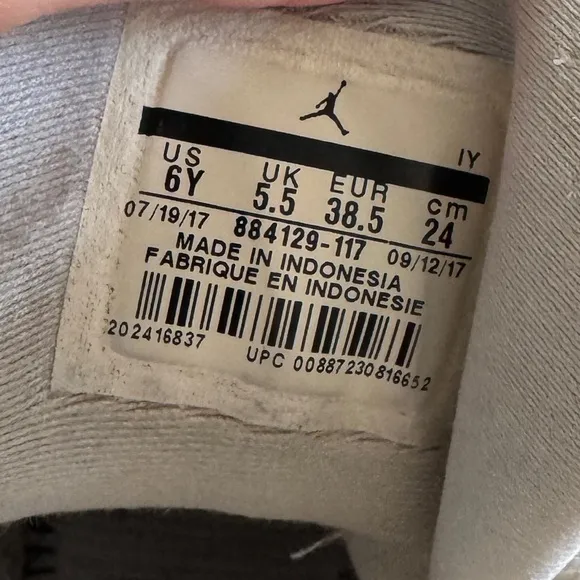 IY
US UK EUR cm
6Y 5.5 38.5 24
07/19/17 884129-117 09/12/17
MADE IN INDONESIA
FABRIQUE EN INDONESIE
202416837 UPC 00887230816652